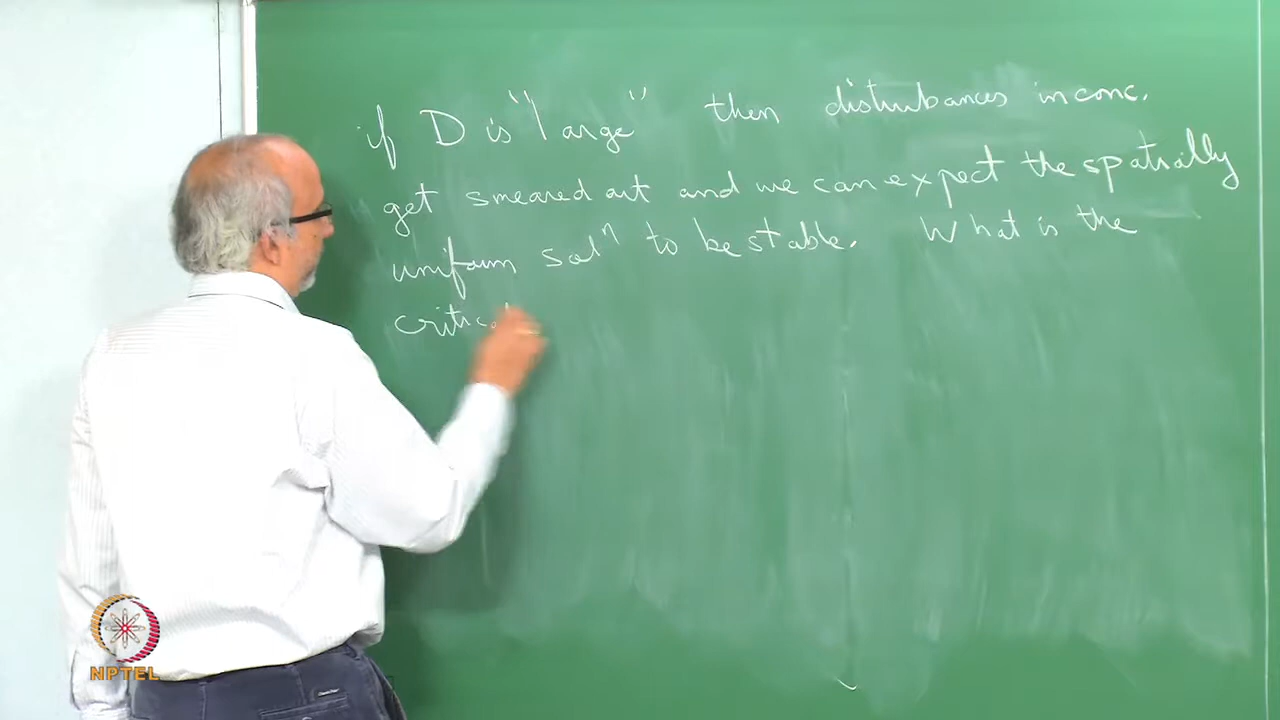 if D is "large" then disturbances in conc.
get smeared out and we can expect the spatially
uniform solⁿ to be stable. What is the
critical
NPTEL